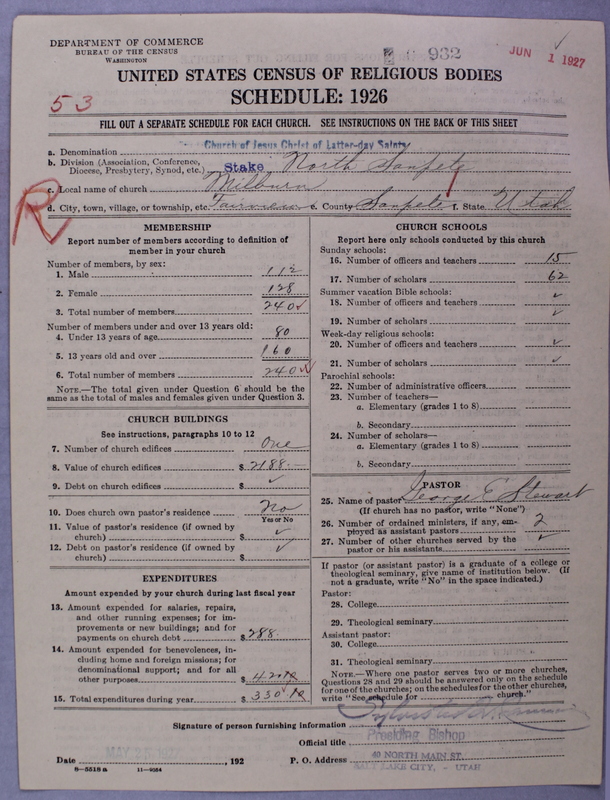 DEPARTMENT OF COMMERCE
BUREAU OF THE CENSUS
WASHINGTON
932
JUN 1 1927
UNITED STATES CENSUS OF RELIGIOUS BODIES
SCHEDULE: 1926
53
FILL OUT A SEPARATE SCHEDULE FOR EACH CHURCH. SEE INSTRUCTIONS ON THE BACK OF THIS SHEET
a. Denomination Church of Jesus Christ of Latter-day Saints
b. Division (Association, Conference, Diocese, Presbytery, Synod, etc.) Stake North Sanpete
c. Local name of church Milburn
d. City, town, village, or township, etc. Fairview e. County Sanpete f. State Utah
R
MEMBERSHIP
Report number of members according to definition of
member in your church
Number of members, by sex:
1. Male 112
2. Female 128
3. Total number of members 240
Number of members under and over 13 years old:
4. Under 13 years of age 80
5. 13 years old and over 160
6. Total number of members 240
NOTE.—The total given under Question 6 should be
same as the total of males and females given under Question 3.
CHURCH BUILDINGS
See instructions, paragraphs 10 to 12
7. Number of church edifices One
8. Value of church edifices $2188.—
9. Debt on church edifices $ ✓
10. Does church own pastor's residence No
Yes or No
11. Value of pastor's residence (if owned by
church) $ ✓
12. Debt on pastor's residence (if owned by
church) $ ✓
EXPENDITURES
Amount expended by your church during last fiscal year
13. Amount expended for salaries, repairs,
and other running expenses; for im-
provements or new buildings; and for
payments on church debt $288.
14. Amount expended for benevolences, in-
cluding home and foreign missions; for
denominational support; and for all
other purposes $
15. Total expenditures during year $330
CHURCH SCHOOLS
Report here only schools conducted by this church
Sunday schools:
16. Number of officers and teachers 15
17. Number of scholars 62
Summer vacation Bible schools:
18. Number of officers and teachers ✓
19. Number of scholars ✓
Week-day religious schools:
20. Number of officers and teachers ✓
21. Number of scholars ✓
Parochial schools:
22. Number of administrative officers
23. Number of teachers—
a. Elementary (grades 1 to 8)
b. Secondary
24. Number of scholars—
a. Elementary (grades 1 to 8)
b. Secondary
PASTOR
25. Name of pastor George E Stewart
(If church has no pastor, write "None")
26. Number of ordained ministers, if any, em-
ployed as assistant pastors 2
27. Number of other churches served by the
pastor or his assistants ✓
If pastor (or assistant pastor) is a graduate of a college or
theological seminary, give name of institution below. (If
not a graduate, write "No" in the space indicated.)
Pastor:
28. College
29. Theological seminary
Assistant pastor:
30. College
31. Theological seminary
NOTE.—Where one pastor serves two or more churches,
Questions 28 and 29 should be answered only on the schedule
for one of the churches; on the schedules for the other churches,
write "See schedule for church."
Signature of person furnishing information
Official title Presiding Bishop
MAY 1927
Date , 192 P. O. Address 40 NORTH MAIN ST.
SALT LAKE CITY, - UTAH
8—5518 a 11—9054